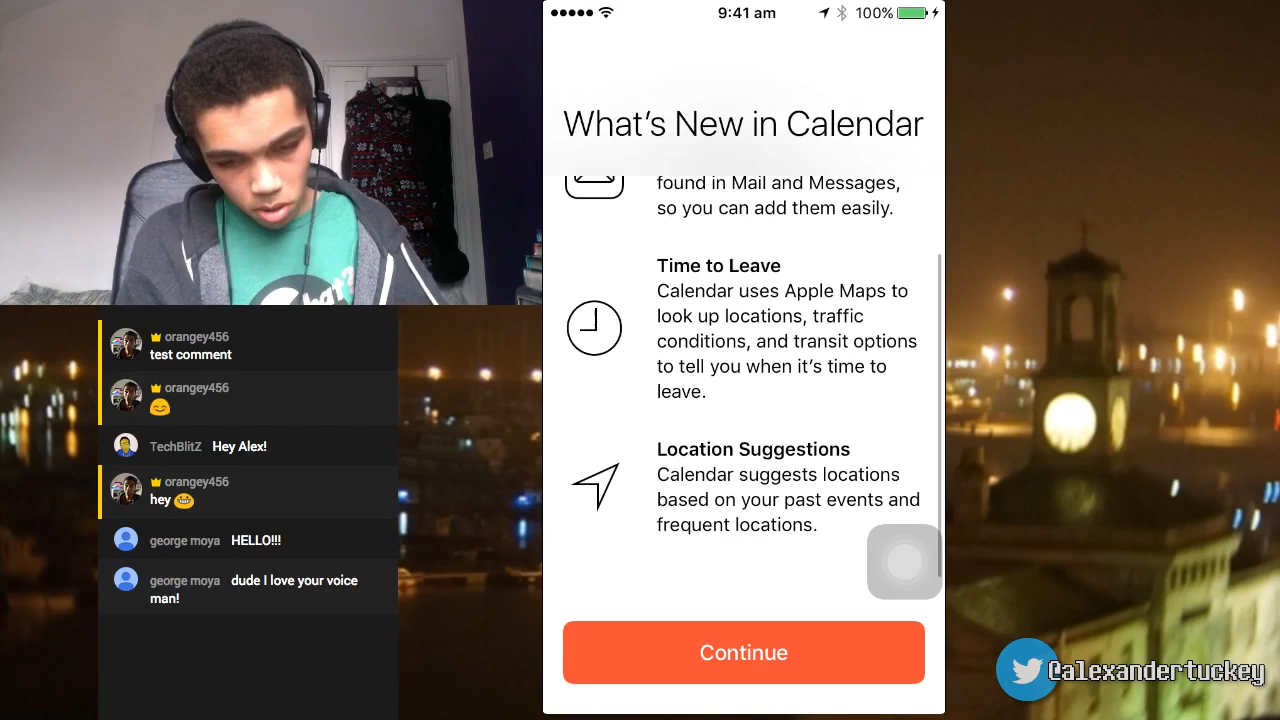 9:41 am
100%
What's New in Calendar
found in Mail and Messages,
so you can add them easily.
Time to Leave
Calendar uses Apple Maps to
look up locations, traffic
conditions, and transit options
to tell you when it's time to
leave.
Location Suggestions
Calendar suggests locations
based on your past events and
frequent locations.
Continue
orangey456
test comment
orangey456
😊
TechBlitZ Hey Alex!
orangey456
hey 😁
george moya HELLO!!!
george moya dude I love your voice
man!
@alexandertuckey